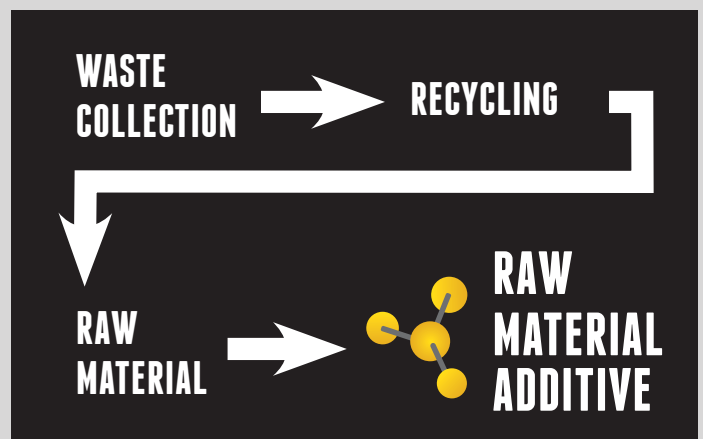 WASTE
COLLECTION
RECYCLING
RAW
MATERIAL
RAW
MATERIAL
ADDITIVE